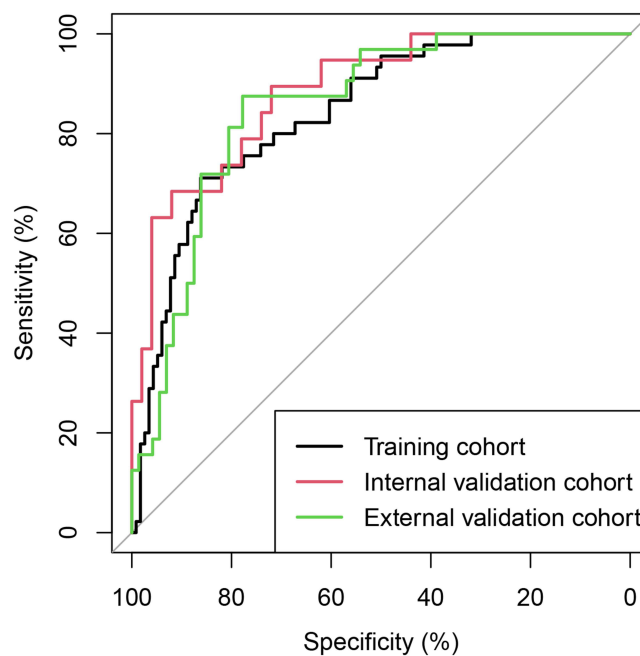 100
80
60
40
20
0
Sensitivity (%)
Training cohort
Internal validation cohort
External validation cohort
100 80 60 40 20 0
Specificity (%)